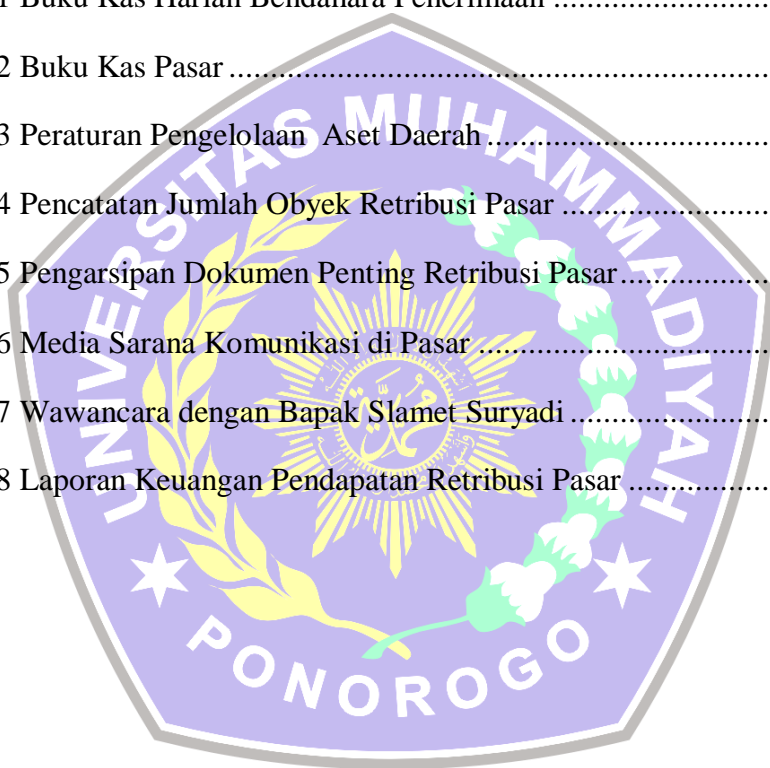 1 Buku Kas Harian Bendahara Penerimaan ...........................
2 Buku Kas Pasar ....................................................................
3 Peraturan Pengelolaan  Aset Daerah ...................................
4 Pencatatan Jumlah Obyek Retribusi Pasar ..........................
5 Pengarsipan Dokumen Penting Retribusi Pasar ...................
6 Media Sarana Komunikasi di Pasar .....................................
7 Wawancara dengan Bapak Slamet Suryadi .........................
8 Laporan Keuangan Pendapatan Retribusi Pasar .................
UNIVERSITAS MUHAMMADIYAH
PONOROGO
محمد